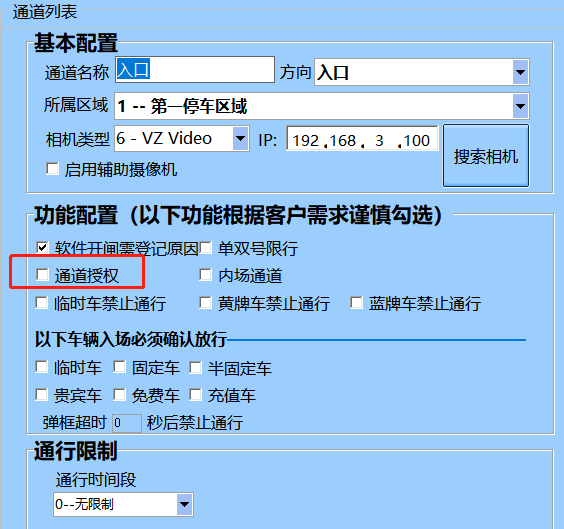 通道列表
基本配置
通道名称 入口 方向 入口
所属区域 1 -- 第一停车区域
相机类型 6 - VZ Video IP: 192 .168 . 3 .100 搜索相机
启用辅助摄像机
功能配置（以下功能根据客户需求谨慎勾选）
软件开闸需登记原因 单双号限行
通道授权 内场通道
临时车禁止通行 黄牌车禁止通行 蓝牌车禁止通行
以下车辆入场必须确认放行
临时车 固定车 半固定车
贵宾车 免费车 充值车
弹框超时 0 秒后禁止通行
通行限制
通行时间段
0--无限制